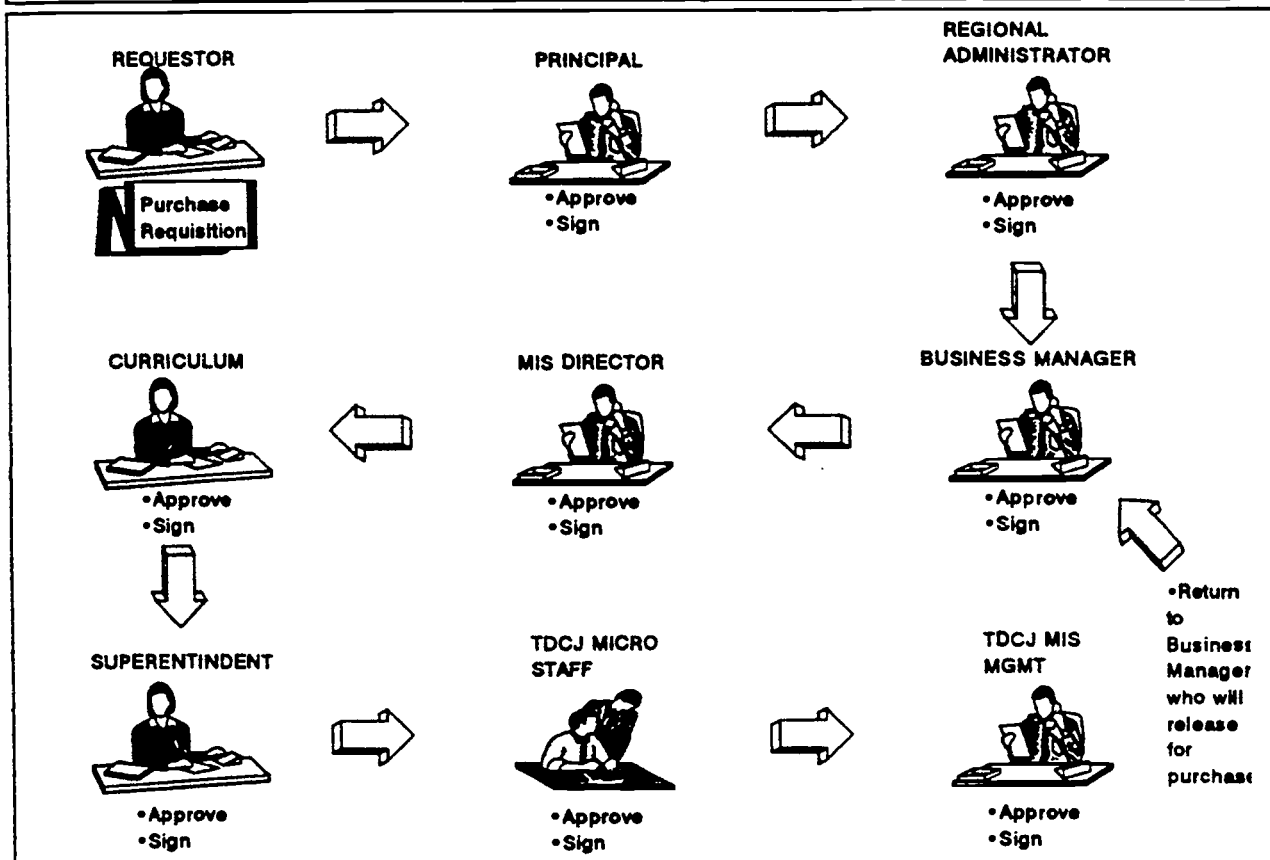 REQUESTOR
Purchase
Requisition
PRINCIPAL
•Approve
•Sign
REGIONAL
ADMINISTRATOR
•Approve
•Sign
CURRICULUM
•Approve
•Sign
MIS DIRECTOR
•Approve
•Sign
BUSINESS MANAGER
•Approve
•Sign
•Return
to
Business
Manager
who will
release
for
purchase
SUPERENTINDENT
•Approve
•Sign
TDCJ MICRO
STAFF
•Approve
•Sign
TDCJ MIS
MGMT
•Approve
•Sign